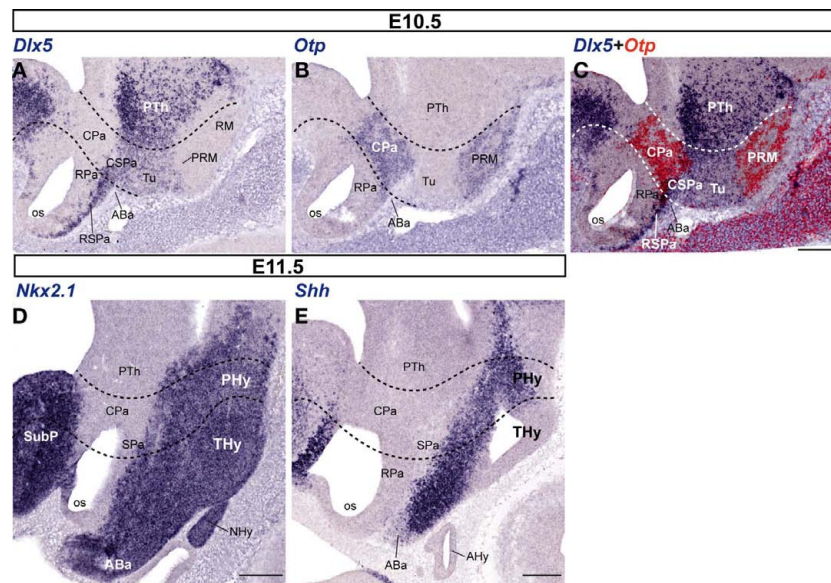 E10.5
Dlx5
Otp
Dlx5+Otp
A
PTh
CPa
RM
CSPa
PRM
RPa
Tu
os
ABa
RSPa
B
PTh
CPa
PRM
RPa
Tu
ABa
C
PTh
CPa
PRM
CSPa
Tu
RPa
os
ABa
RSPa
E11.5
Nkx2.1
Shh
D
PTh
PHy
CPa
SubP
SPa
THy
os
NHy
ABa
E
PTh
PHy
CPa
SPa
THy
RPa
os
ABa
AHy